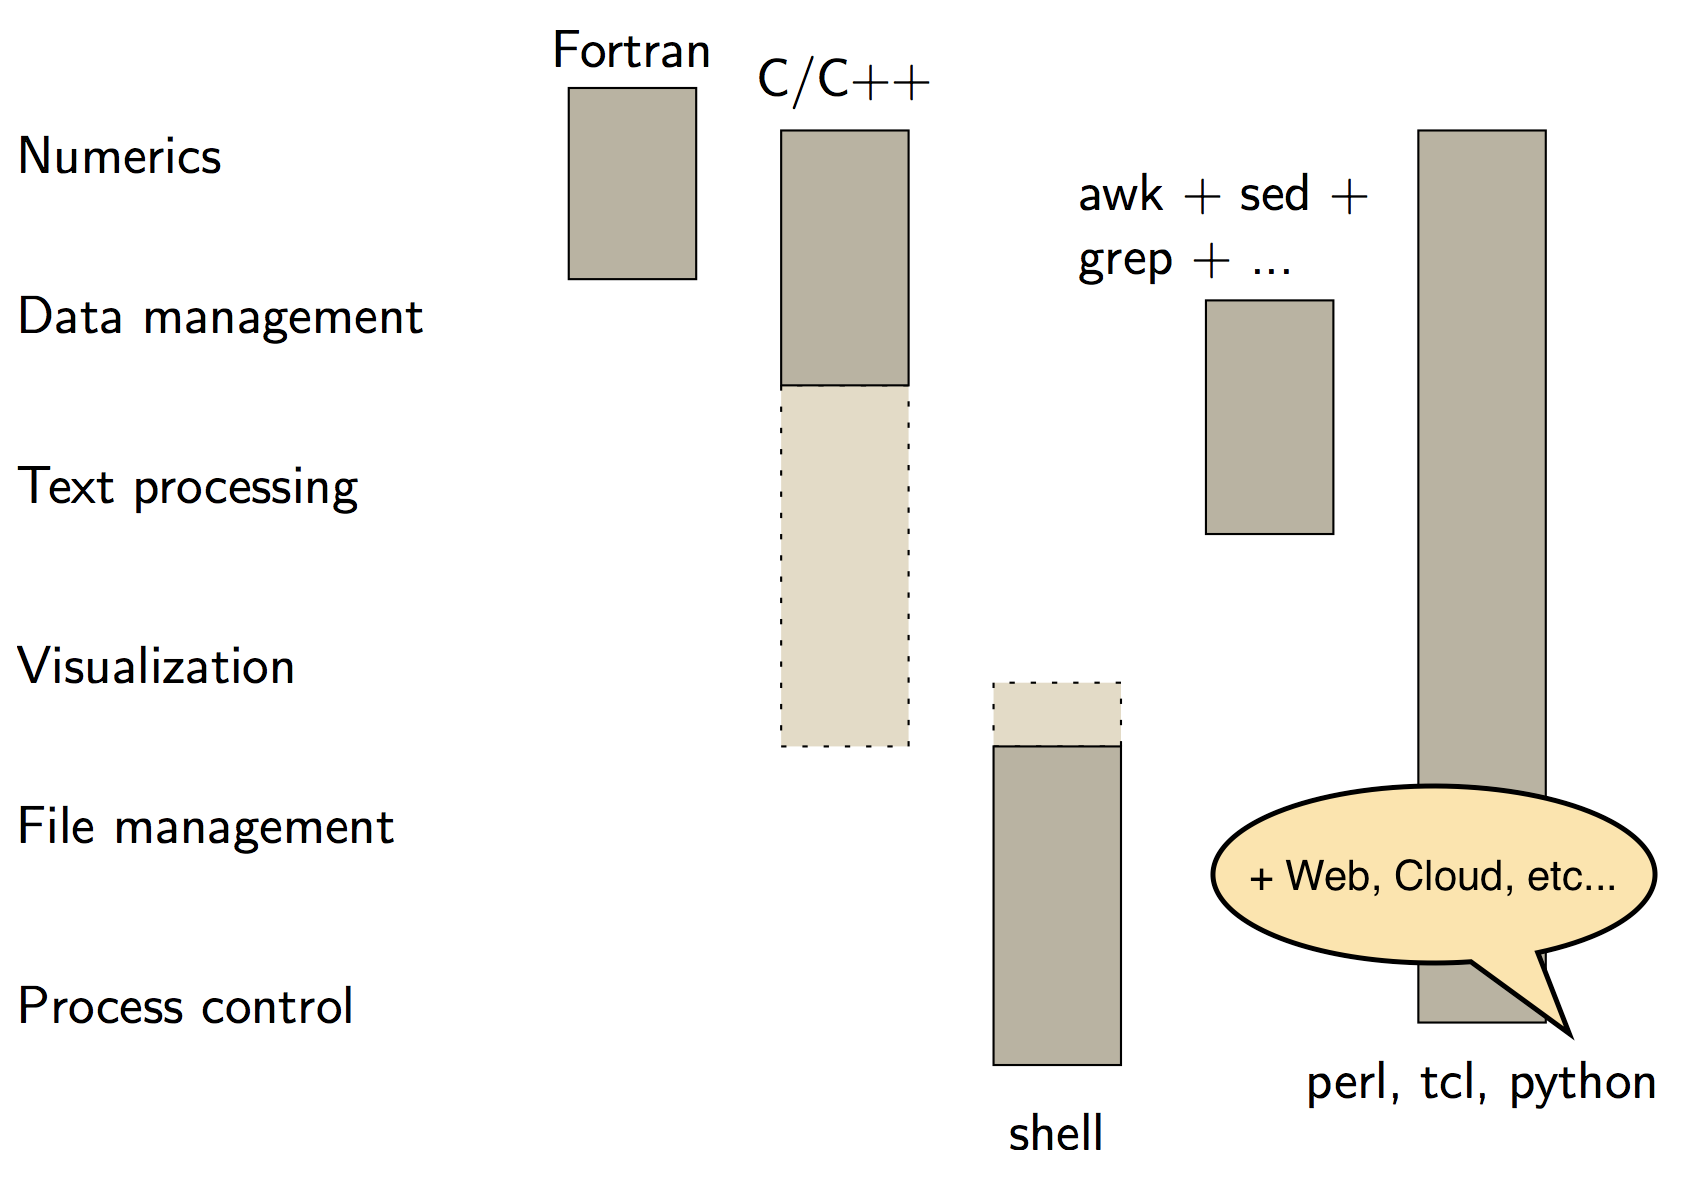 Fortran
C/C++
Numerics
awk + sed +
grep + ...
Data management
Text processing
Visualization
File management
+ Web, Cloud, etc...
Process control
perl, tcl, python
shell